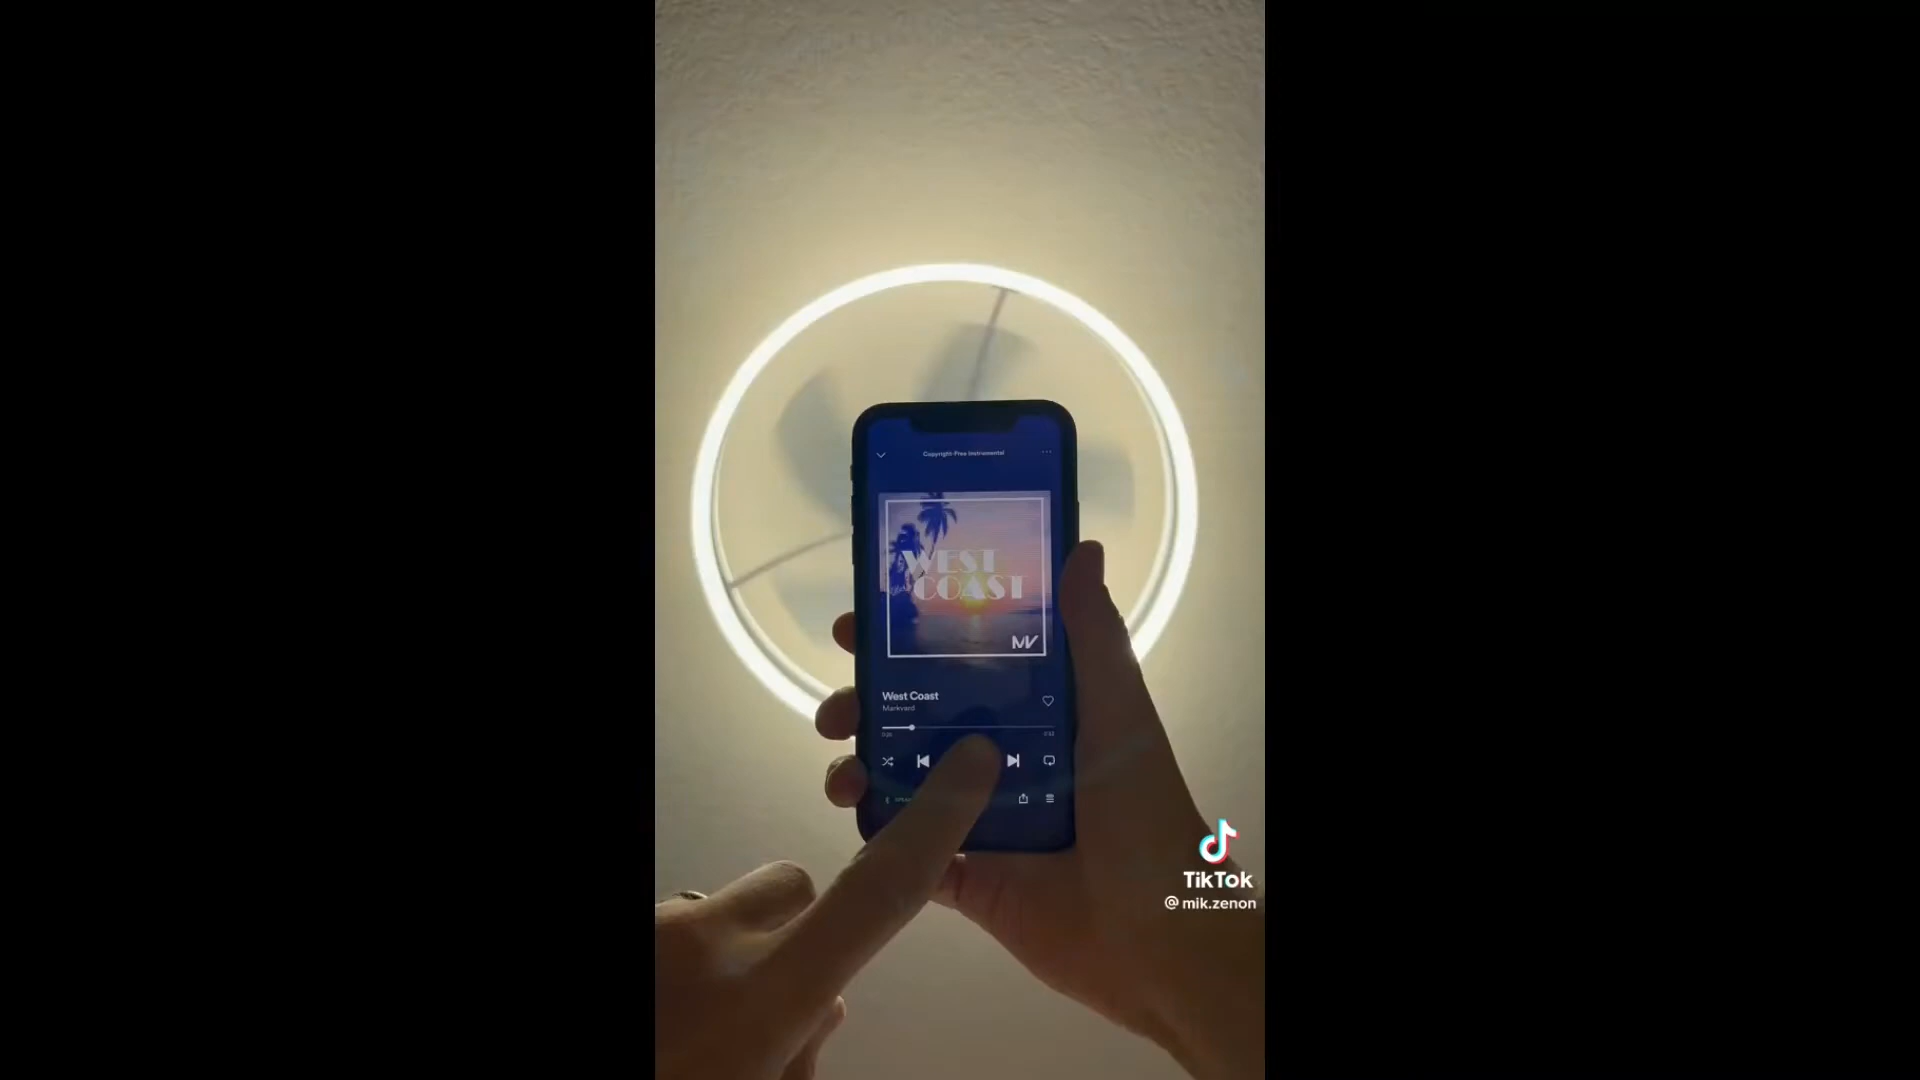 Copyright-Free Instrumental
WEST
COAST
MV
West Coast
Markvard
TikTok
@mik.zenon